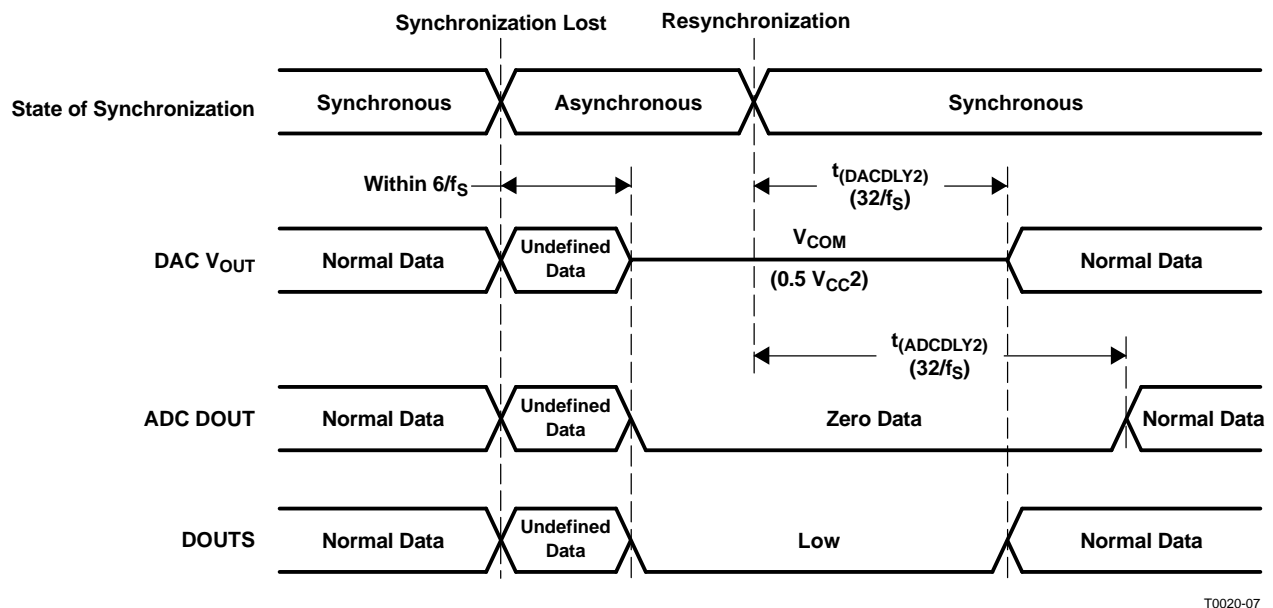 Synchronization Lost
Resynchronization
State of Synchronization
Synchronous
Asynchronous
Synchronous
Within 6/fS
t(DACDLY2)
(32/fS)
DAC VOUT
Normal Data
Undefined
Data
VCOM
(0.5 VCC2)
Normal Data
t(ADCDLY2)
(32/fS)
ADC DOUT
Normal Data
Undefined
Data
Zero Data
Normal Data
DOUTS
Normal Data
Undefined
Data
Low
Normal Data
T0020-07